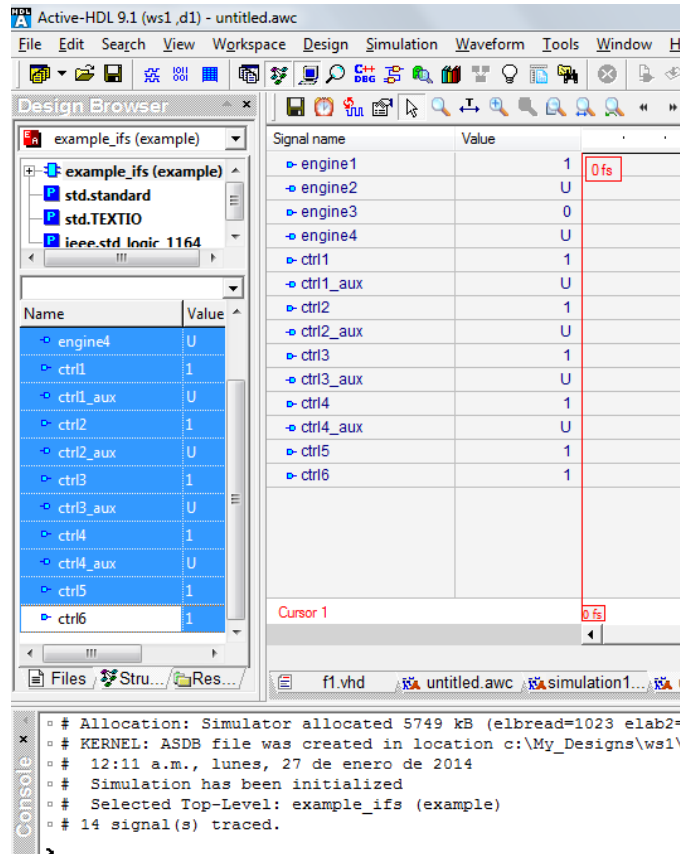 Active-HDL 9.1 (ws1 ,d1) - untitled.awc
File Edit Search View Workspace Design Simulation Waveform Tools Window H
Design Browser
example_ifs (example)
example_ifs (example)
std.standard
std.TEXTIO
ieee.std_logic_1164
Name Value
engine4 U
ctrl1 1
ctrl1_aux U
ctrl2 1
ctrl2_aux U
ctrl3 1
ctrl3_aux U
ctrl4 1
ctrl4_aux U
ctrl5 1
ctrl6 1
Files Stru... Res...
Signal name Value
engine1 1 0 fs
engine2 U
engine3 0
engine4 U
ctrl1 1
ctrl1_aux U
ctrl2 1
ctrl2_aux U
ctrl3 1
ctrl3_aux U
ctrl4 1
ctrl4_aux U
ctrl5 1
ctrl6 1
Cursor 1 0 fs
f1.vhd untitled.awc simulation1...
Console
# Allocation: Simulator allocated 5749 kB (elbread=1023 elab2=
# KERNEL: ASDB file was created in location c:\My_Designs\ws1\
# 12:11 a.m., lunes, 27 de enero de 2014
# Simulation has been initialized
# Selected Top-Level: example_ifs (example)
# 14 signal(s) traced.
>